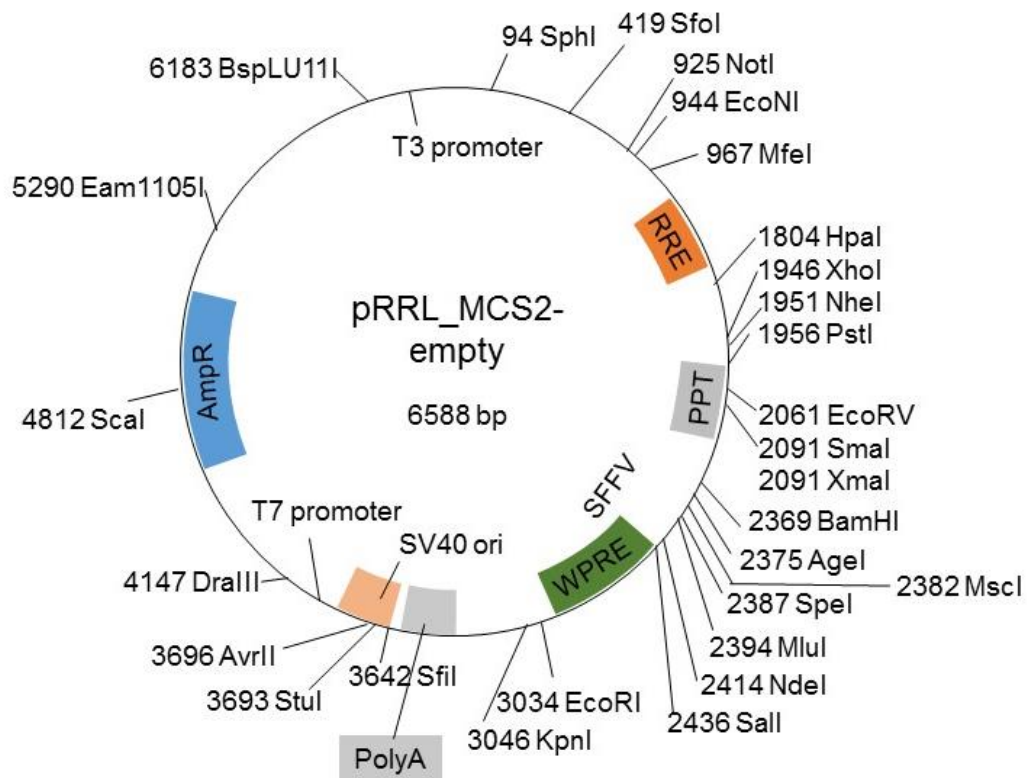 94 SphI
419 SfoI
6183 BspLU11I
925 NotI
944 EcoNI
T3 promoter
967 MfeI
5290 Eam1105I
RRE
1804 HpaI
1946 XhoI
1951 NheI
1956 PstI
pRRL_MCS2-
empty
6588 bp
AmpR
PPT
4812 ScaI
2061 EcoRV
2091 SmaI
2091 XmaI
SFFV
2369 BamHI
T7 promoter
SV40 ori
WPRE
2375 AgeI
4147 DraIII
2382 MscI
2387 SpeI
2394 MluI
3696 AvrII
3642 SfiI
2414 NdeI
3693 StuI
3034 EcoRI
2436 SalI
3046 KpnI
PolyA